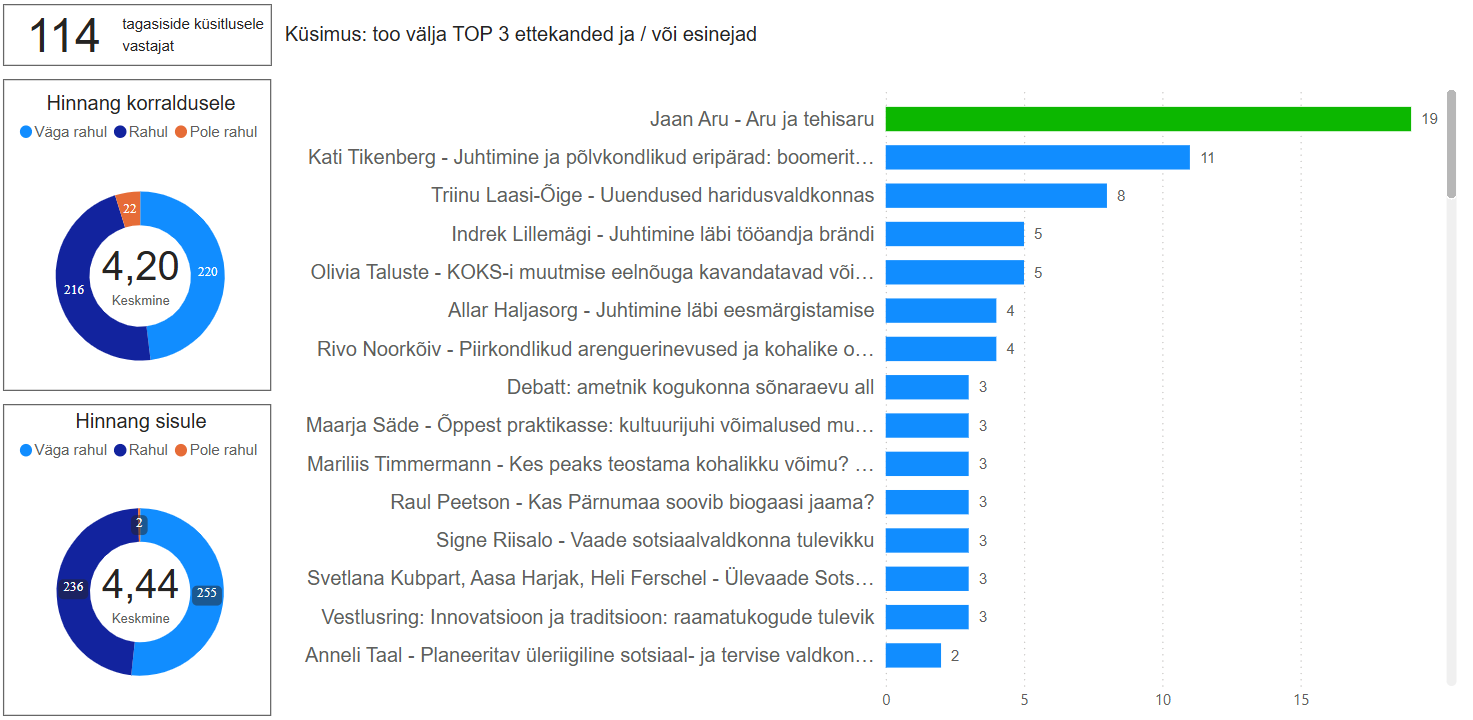 114
tagasiside küsitlusele
vastajat
Küsimus: too välja TOP 3 ettekanded ja / või esinejad
Hinnang korraldusele
Väga rahul Rahul Pole rahul
22
220
216
4,20
Keskmine
Hinnang sisule
Väga rahul Rahul Pole rahul
2
236
255
4,44
Keskmine
Jaan Aru - Aru ja tehisaru 19
Kati Tikenberg - Juhtimine ja põlvkondlikud eripärad: boomerit… 11
Triinu Laasi-Õige - Uuendused haridusvaldkonnas 8
Indrek Lillemägi - Juhtimine läbi tööandja brändi 5
Olivia Taluste - KOKS-i muutmise eelnõuga kavandatavad või… 5
Allar Haljasorg - Juhtimine läbi eesmärgistamise 4
Rivo Noorkõiv - Piirkondlikud arenguerinevused ja kohalike o… 4
Debatt: ametnik kogukonna sõnaraevu all 3
Maarja Säde - Õppest praktikasse: kultuurijuhi võimalused mu… 3
Mariliis Timmermann - Kes peaks teostama kohalikku võimu? … 3
Raul Peetson - Kas Pärnumaa soovib biogaasi jaama? 3
Signe Riisalo - Vaade sotsiaalvaldkonna tulevikku 3
Svetlana Kubpart, Aasa Harjak, Heli Ferschel - Ülevaade Sots… 3
Vestlusring: Innovatsioon ja traditsioon: raamatukogude tulevik 3
Anneli Taal - Planeeritav üleriigiline sotsiaal- ja tervise valdkon… 2
0 5 10 15